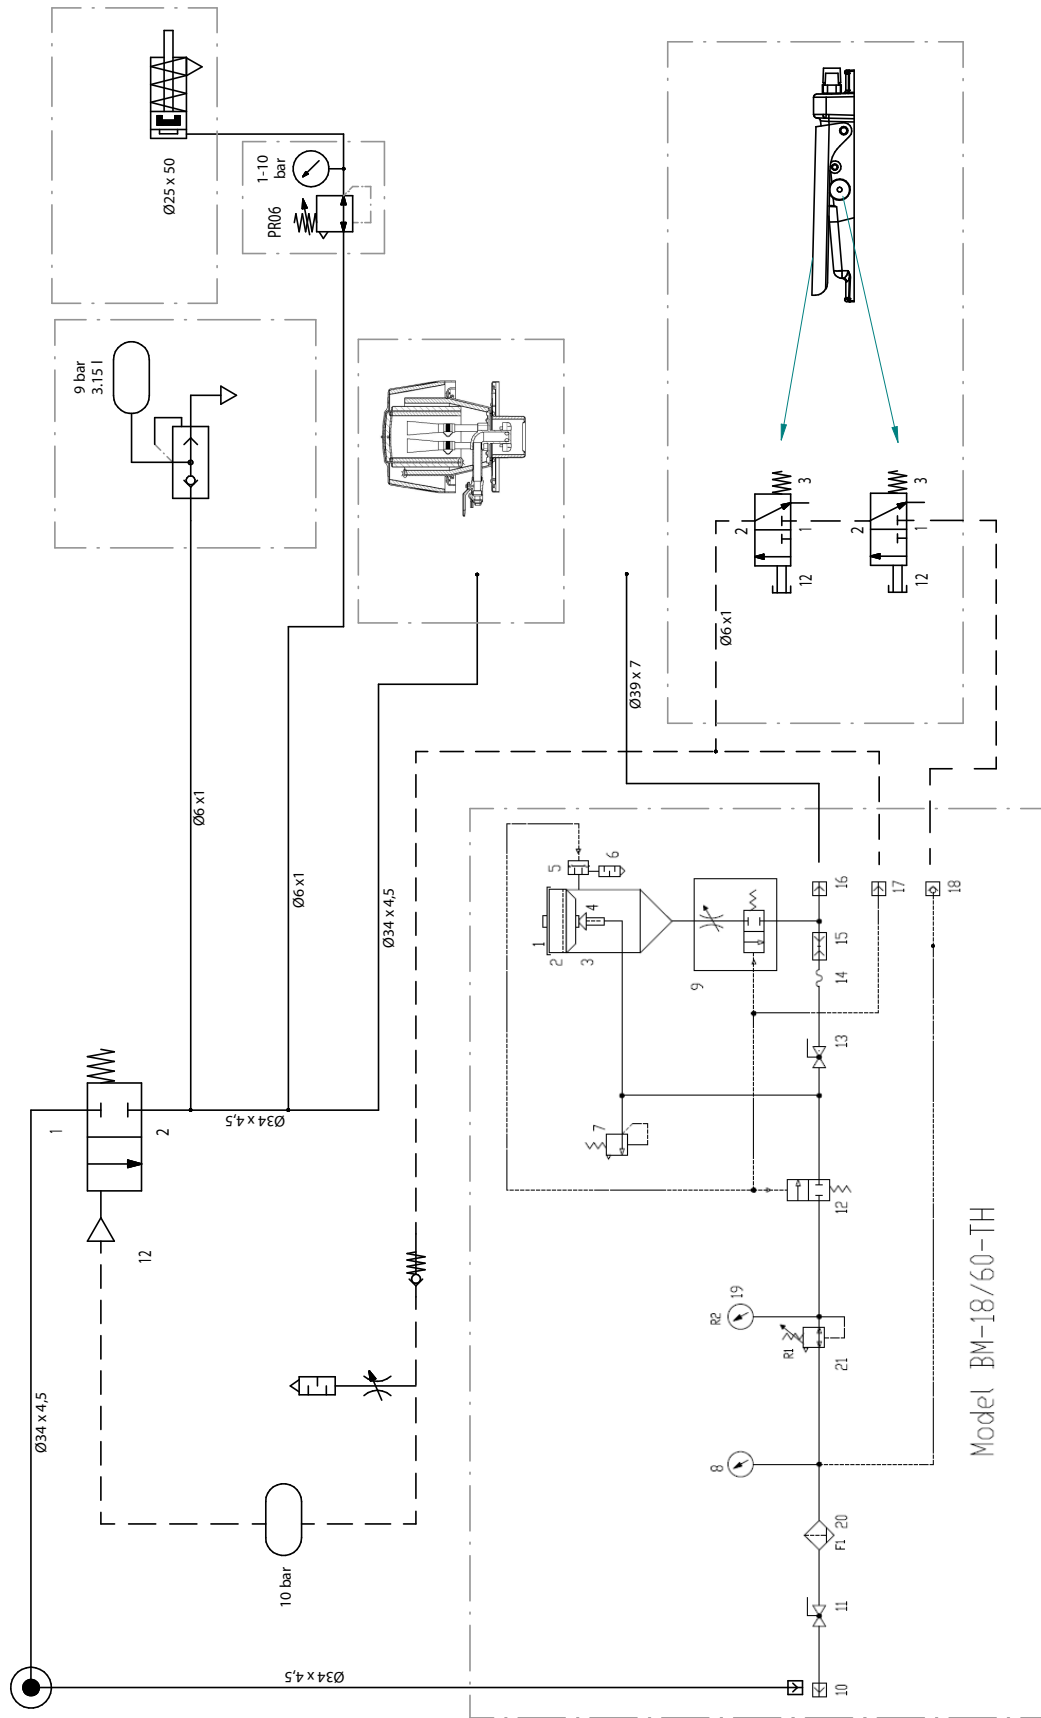 Ø25 x 50
1-10
bar
PR06
9 bar
3.15 l
Ø6 x1
Ø6 x1
Ø34 x 4,5
Ø34 x 4,5
Ø34 x 4,5
Ø34 x 4,5
1
2
12
10 bar
Ø39 x 7
Ø6 x1
2
3
1
12
2
3
1
12
1
2
3
4
5
6
7
9
16
17
18
15
14
13
12
R2
19
R1
21
8
20
F1
11
10
Model BM-18/60-TH